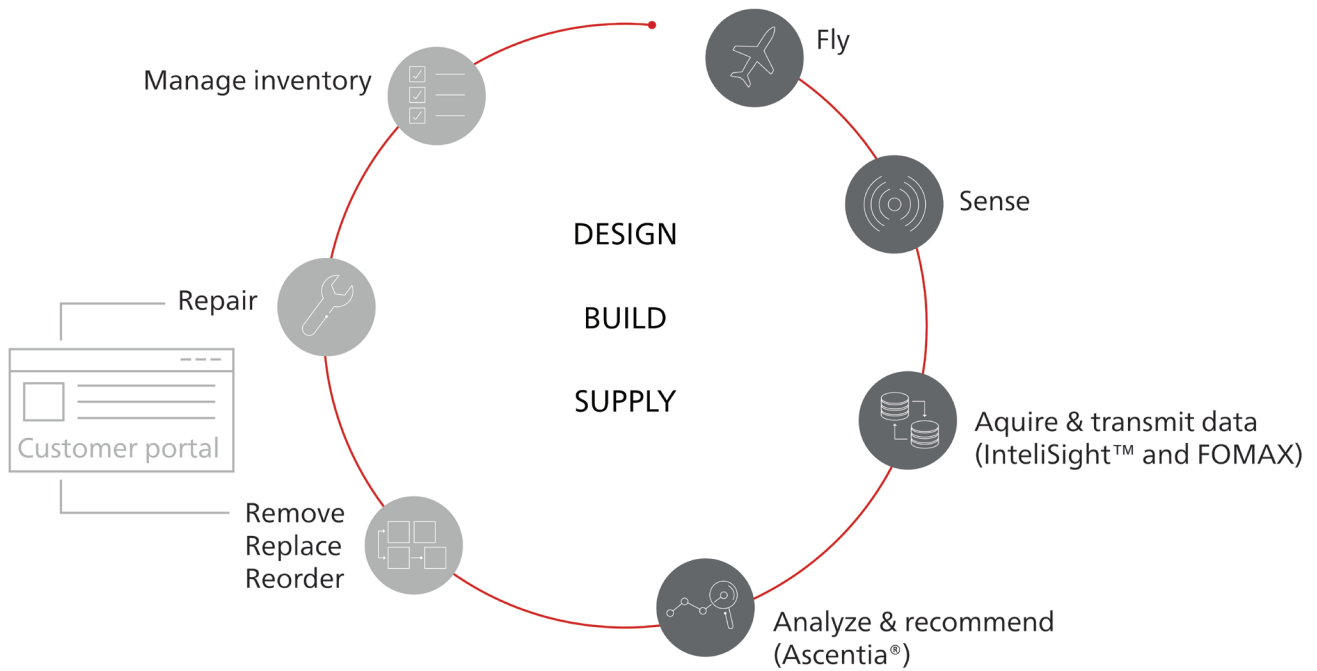 Fly
Manage inventory
Sense
DESIGN
Repair
BUILD
SUPPLY
Aquire & transmit data
(InteliSight™ and FOMAX)
Customer portal
Remove
Replace
Reorder
Analyze & recommend
(Ascentia®)